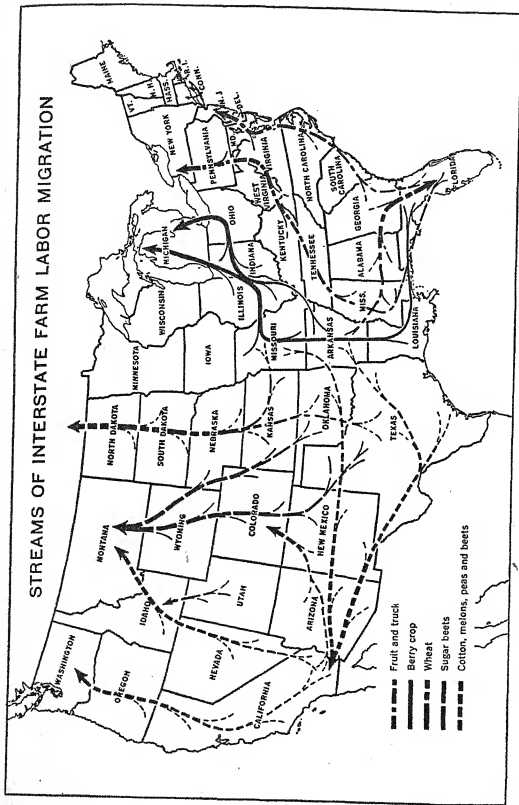 STREAMS OF INTERSTATE FARM LABOR MIGRATION
WASHINGTON
OREGON
CALIFORNIA
NEVADA
IDAHO
MONTANA
WYOMING
UTAH
ARIZONA
COLORADO
NEW MEXICO
NORTH DAKOTA
SOUTH DAKOTA
NEBRASKA
KANSAS
OKLAHOMA
TEXAS
MINNESOTA
IOWA
MISSOURI
ARKANSAS
LOUISIANA
WISCONSIN
ILLINOIS
MICHIGAN
INDIANA
OHIO
KENTUCKY
TENNESSEE
MISS.
ALABAMA
GEORGIA
FLORIDA
SOUTH CAROLINA
NORTH CAROLINA
VIRGINIA
WEST VIRGINIA
MD.
DEL.
N.J.
PENNSYLVANIA
NEW YORK
CONN.
R.I.
MASS.
VT.
N.H.
MAINE
Fruit and truck
Berry crop
Wheat
Sugar beets
Cotton, melons, peas and beets